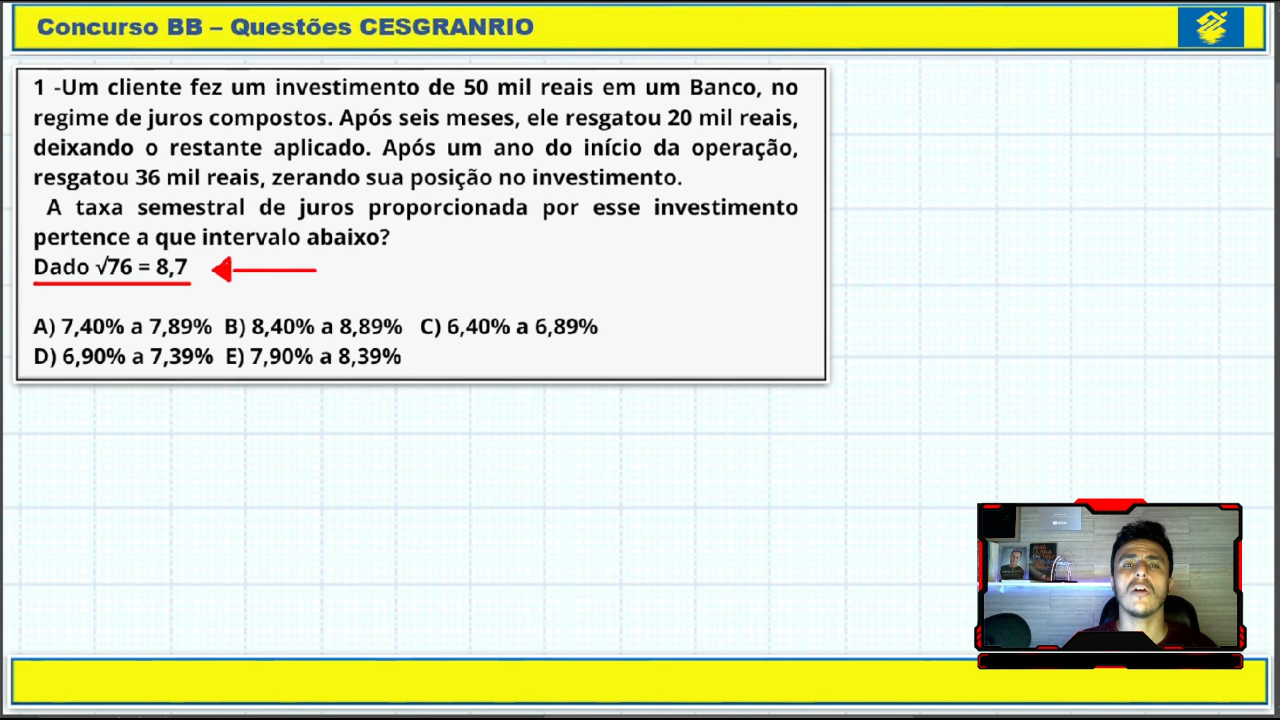 Concurso BB – Questões CESGRANRIO
1 -Um cliente fez um investimento de 50 mil reais em um Banco, no
regime de juros compostos. Após seis meses, ele resgatou 20 mil reais,
deixando o restante aplicado. Após um ano do início da operação,
resgatou 36 mil reais, zerando sua posição no investimento.
A taxa semestral de juros proporcionada por esse investimento
pertence a que intervalo abaixo?
Dado √76 = 8,7
A) 7,40% a 7,89% B) 8,40% a 8,89% C) 6,40% a 6,89%
D) 6,90% a 7,39% E) 7,90% a 8,39%